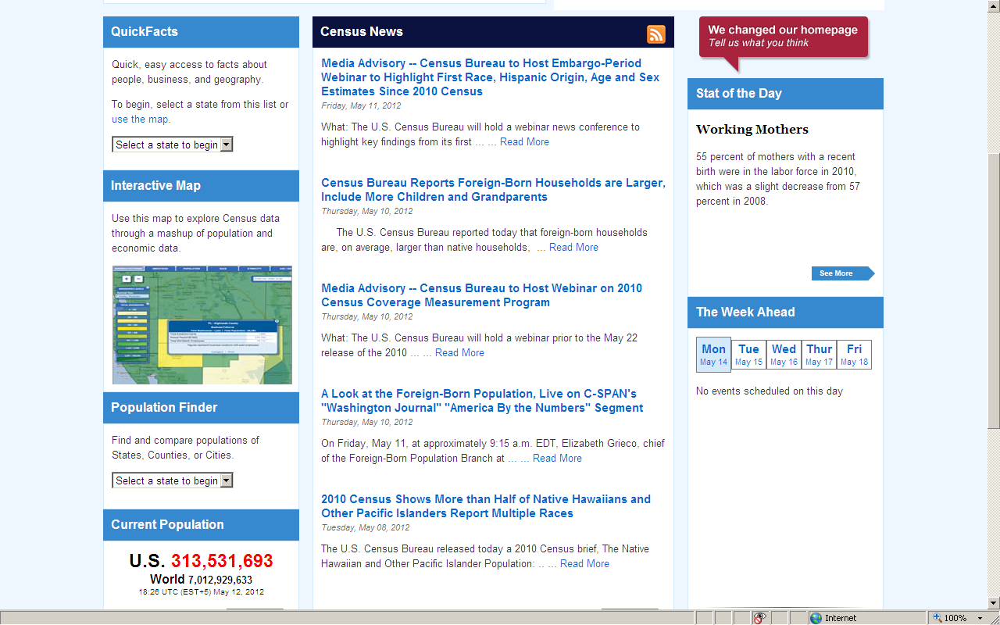 QuickFacts
Quick, easy access to facts about
people, business, and geography.
To begin, select a state from this list or
use the map.
Select a state to begin
Interactive Map
Use this map to explore Census data
through a mashup of population and
economic data.
Population Finder
Find and compare populations of
States, Counties, or Cities.
Select a state to begin
Current Population
U.S. 313,531,693
World 7,012,929,633
18:26 UTC (EST+5) May 12, 2012
Census News
Media Advisory -- Census Bureau to Host Embargo-Period
Webinar to Highlight First Race, Hispanic Origin, Age and Sex
Estimates Since 2010 Census
Friday, May 11, 2012
What: The U.S. Census Bureau will hold a webinar news conference to
highlight key findings from its first ... ... Read More
Census Bureau Reports Foreign-Born Households are Larger,
Include More Children and Grandparents
Thursday, May 10, 2012
The U.S. Census Bureau reported today that foreign-born households
are, on average, larger than native households, ... Read More
Media Advisory -- Census Bureau to Host Webinar on 2010
Census Coverage Measurement Program
Thursday, May 10, 2012
What: The U.S. Census Bureau will hold a webinar prior to the May 22
release of the 2010 ... ... Read More
A Look at the Foreign-Born Population, Live on C-SPAN's
"Washington Journal" "America By the Numbers" Segment
Thursday, May 10, 2012
On Friday, May 11, at approximately 9:15 a.m. EDT, Elizabeth Grieco, chief
of the Foreign-Born Population Branch at ... ... Read More
2010 Census Shows More than Half of Native Hawaiians and
Other Pacific Islanders Report Multiple Races
Tuesday, May 08, 2012
The U.S. Census Bureau released today a 2010 Census brief, The Native
Hawaiian and Other Pacific Islander Population: .. ... Read More
We changed our homepage
Tell us what you think
Stat of the Day
Working Mothers
55 percent of mothers with a recent
birth were in the labor force in 2010,
which was a slight decrease from 57
percent in 2008.
See More
The Week Ahead
Mon Tue Wed Thur Fri
May 14 May 15 May 16 May 17 May 18
No events scheduled on this day
Internet
100%